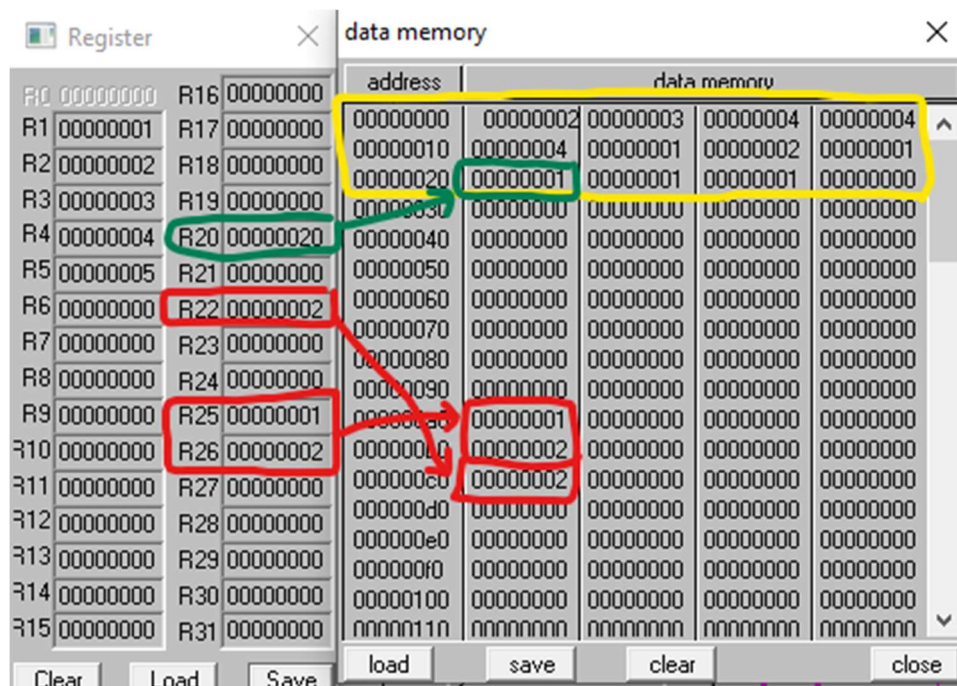 Register
R0 00000000 R16 00000000
R1 00000001 R17 00000000
R2 00000002 R18 00000000
R3 00000003 R19 00000000
R4 00000004 R20 00000020
R5 00000005 R21 00000000
R6 00000000 R22 00000002
R7 00000000 R23 00000000
R8 00000000 R24 00000000
R9 00000000 R25 00000001
R10 00000000 R26 00000002
R11 00000000 R27 00000000
R12 00000000 R28 00000000
R13 00000000 R29 00000000
R14 00000000 R30 00000000
R15 00000000 R31 00000000
Clear Load Save
data memory
address data memory
00000000 00000002 00000003 00000004 00000004
00000010 00000004 00000001 00000002 00000001
00000020 00000001 00000001 00000001 00000000
00000030 00000000 00000000 00000000 00000000
00000040 00000000 00000000 00000000 00000000
00000050 00000000 00000000 00000000 00000000
00000060 00000000 00000000 00000000 00000000
00000070 00000000 00000000 00000000 00000000
00000080 00000000 00000000 00000000 00000000
00000090 00000000 00000000 00000000 00000000
000000a0 00000001 00000000 00000000 00000000
000000b0 00000002 00000000 00000000 00000000
000000c0 00000002 00000000 00000000 00000000
000000d0 00000000 00000000 00000000 00000000
000000e0 00000000 00000000 00000000 00000000
000000f0 00000000 00000000 00000000 00000000
00000100 00000000 00000000 00000000 00000000
00000110 00000000 00000000 00000000 00000000
load save clear close